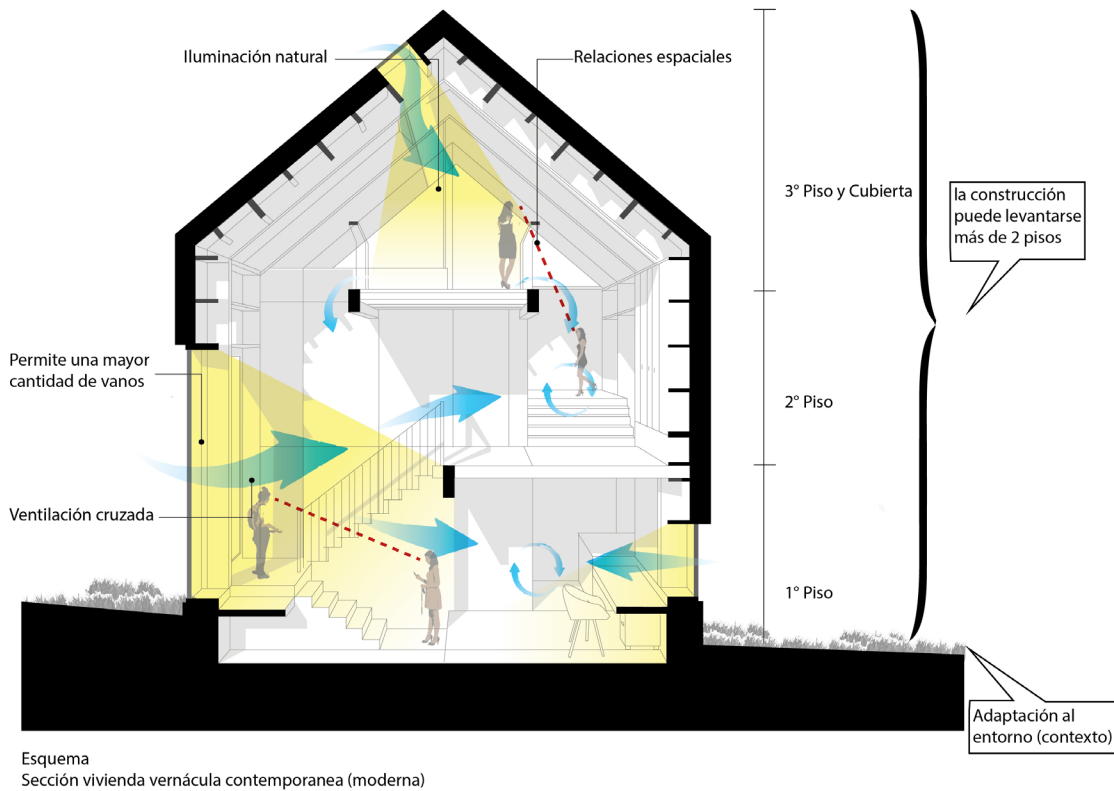 Iluminación natural
Relaciones espaciales
3° Piso y Cubierta
la construcción
puede levantarse
más de 2 pisos
Permite una mayor
cantidad de vanos
2° Piso
Ventilación cruzada
1° Piso
Adaptación al
entorno (contexto)
Esquema
Sección vivienda vernácula contemporanea (moderna)